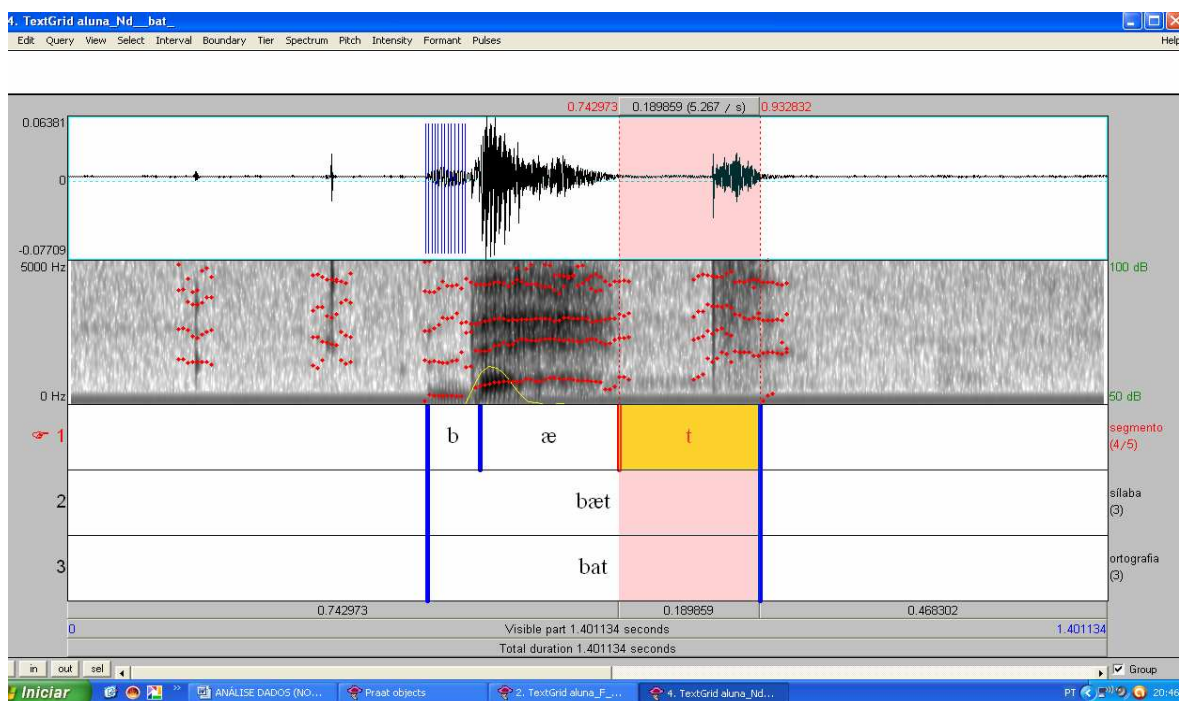 4. TextGrid aluna_Nd__bat_
Edit Query View Select Interval Boundary Tier Spectrum Pitch Intensity Formant Pulses Help
0.742973 0.189859 (5.267 / s) 0.932832
0.06381
0
-0.07709
5000 Hz 100 dB
0 Hz 50 dB
1 b æ t segmento
(4/5)
2 bæt sílaba
(3)
3 bat ortografia
(3)
0.742973 0.189859 0.468302
0 Visible part 1.401134 seconds 1.401134
Total duration 1.401134 seconds
in out sel Group
Iniciar » ANÁLISE DADOS (NO... Praat objects 2. TextGrid aluna_F_... 4. TextGrid aluna_Nd... PT 20:46